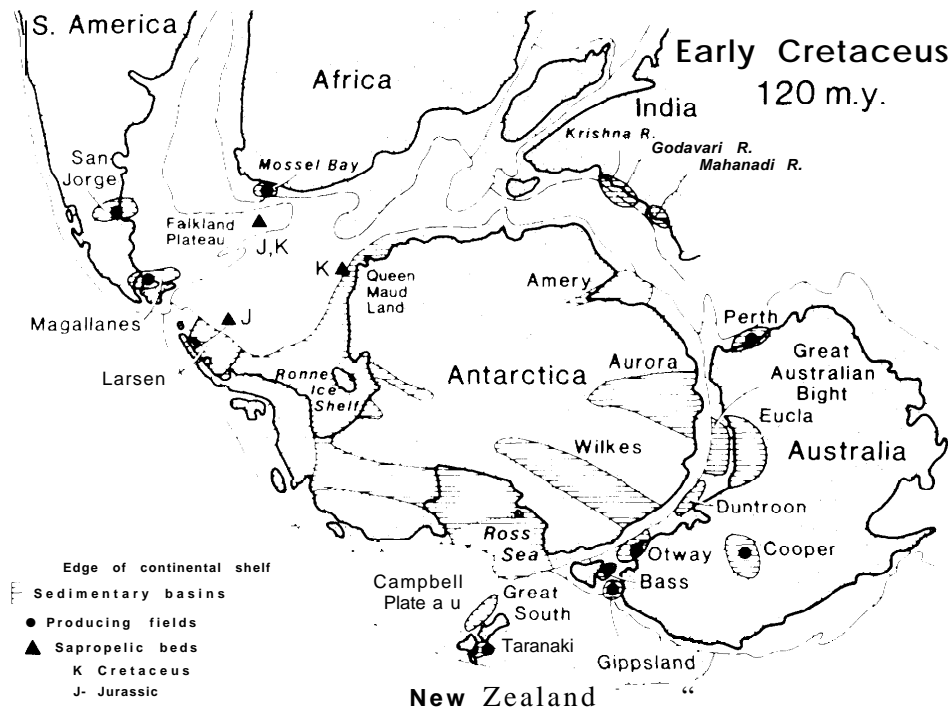 S. America
Early Cretaceus
120 m.y.
Africa
India
Krishna R.
Godavari R.
Mahanadi R.
San
Jorge
Mossel Bay
Falkland
Plateau
J,K
K
Queen
Maud
Land
Amery
Magallanes
J
Perth
Larsen
Ronne
Ice
Shelf
Antarctica
Aurora
Great
Australian
Bight
Eucla
Wilkes
Australia
Duntroon
Ross
Sea
Otway
Cooper
Bass
Campbell
Plate a u
Great
South
Taranaki
Gippsland
New Zealand “
Edge of continental shelf
Sedimentary basins
Producing fields
Sapropelic beds
K Cretaceus
J- Jurassic